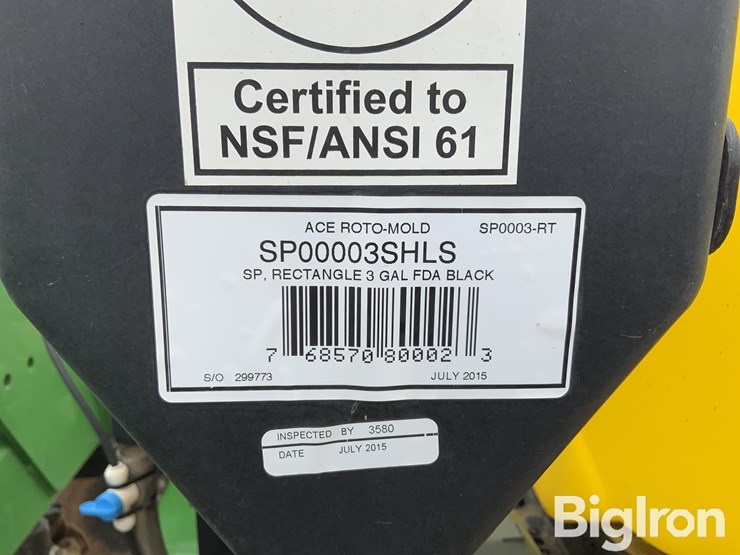 Certified to
NSF/ANSI 61
ACE ROTO-MOLD SP0003-RT
SP00003SHLS
SP, RECTANGLE 3 GAL FDA BLACK
7 68570 80002 3
S/O 299773 JULY 2015
INSPECTED BY 3580
DATE JULY 2015
BigIron